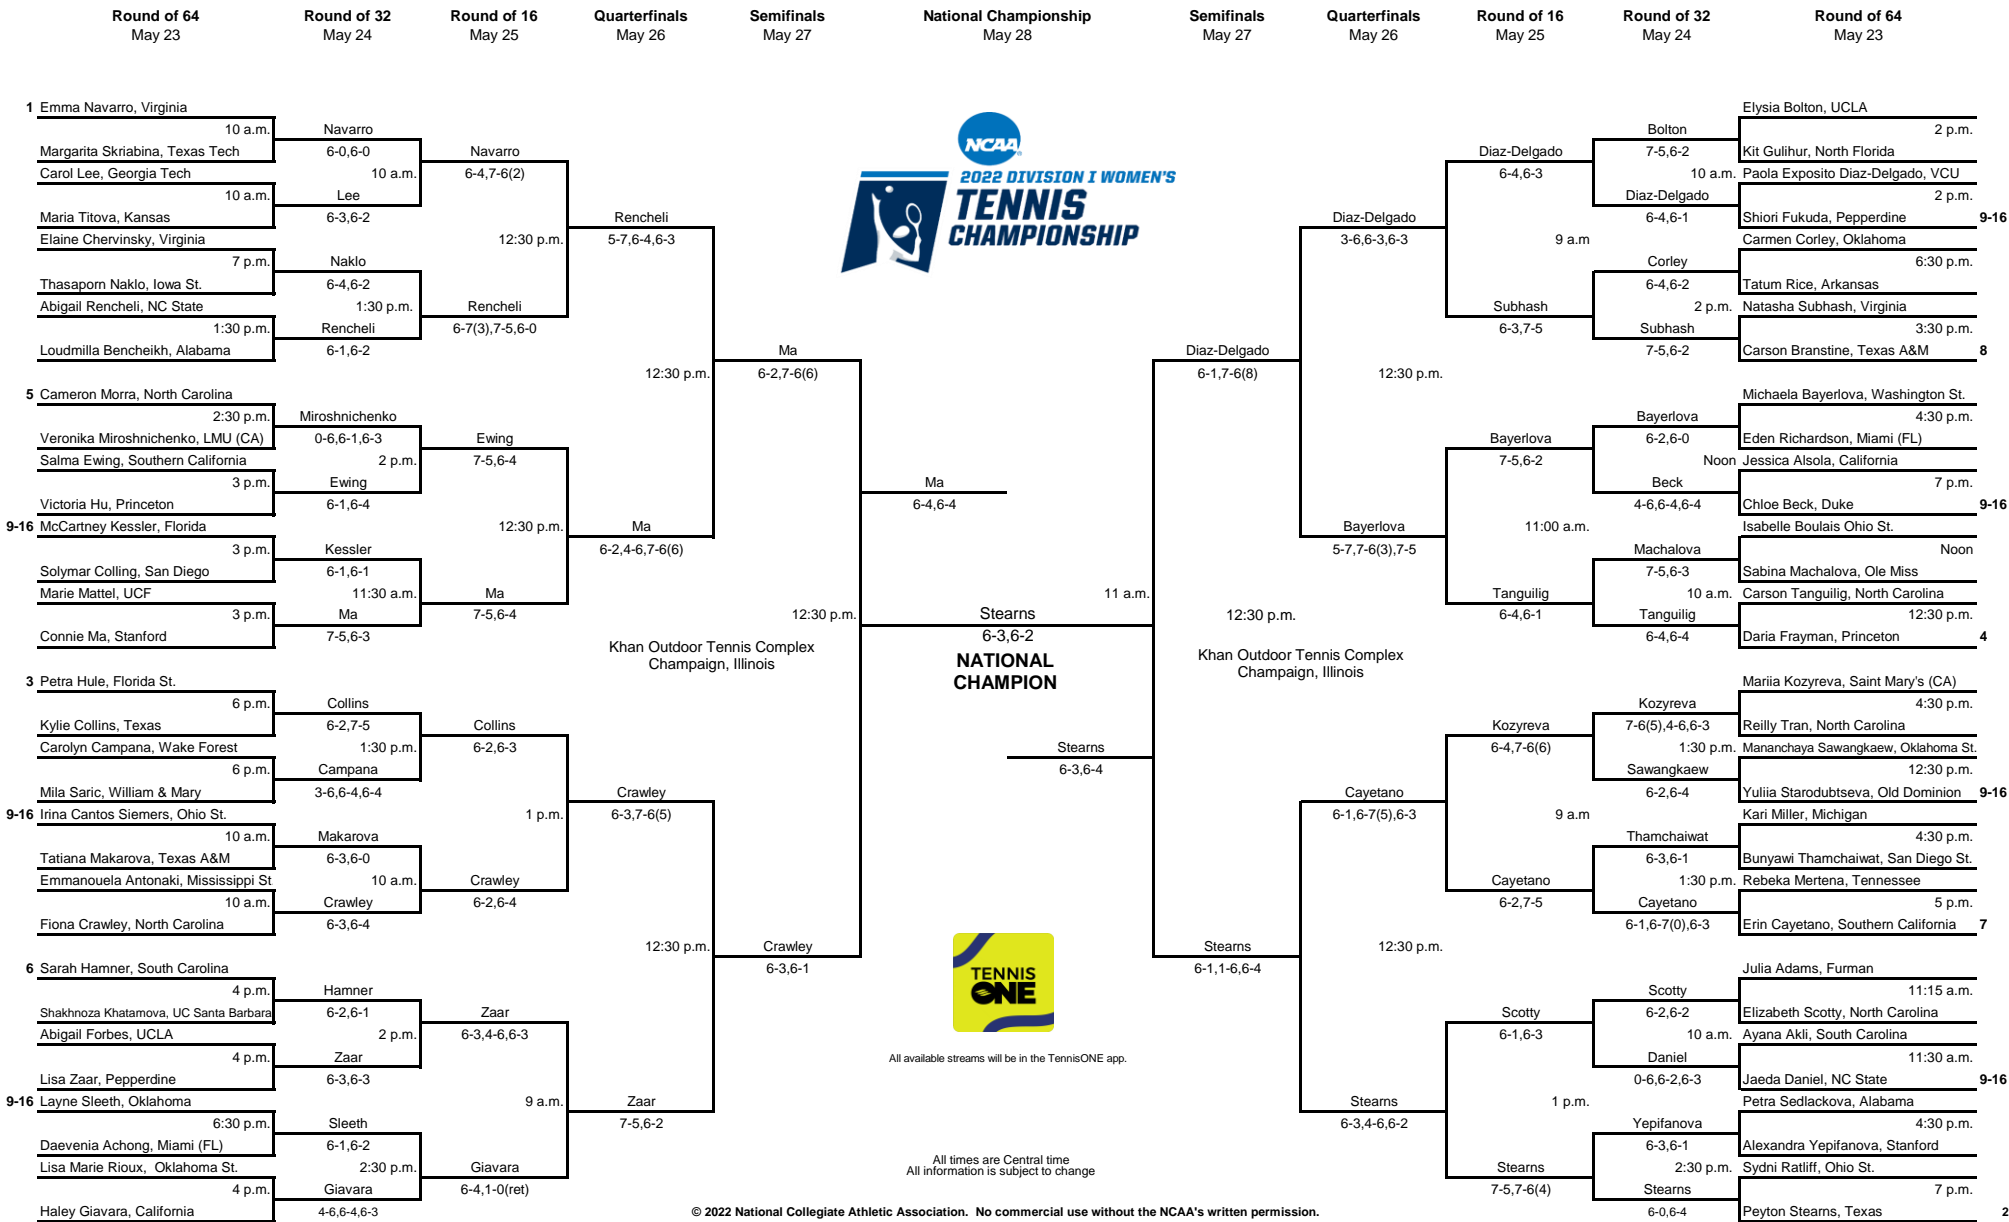 Round of 64 Round of 32 Round of 16 Quarterfinals Semifinals National Championship Semifinals Quarterfinals Round of 16 Round of 32 Round of 64
May 23 May 24 May 25 May 26 May 27 May 28 May 27 May 26 May 25 May 24 May 23
1 Emma Navarro, Virginia
10 a.m.
Margarita Skriabina, Texas Tech
Carol Lee, Georgia Tech
10 a.m.
Maria Titova, Kansas
Elaine Chervinsky, Virginia
7 p.m.
Thasaporn Naklo, Iowa St.
Abigail Rencheli, NC State
1:30 p.m.
Loudmilla Bencheikh, Alabama
5 Cameron Morra, North Carolina
2:30 p.m.
Veronika Miroshnichenko, LMU (CA)
Salma Ewing, Southern California
3 p.m.
Victoria Hu, Princeton
9-16 McCartney Kessler, Florida
3 p.m.
Solymar Colling, San Diego
Marie Mattel, UCF
3 p.m.
Connie Ma, Stanford
3 Petra Hule, Florida St.
6 p.m.
Kylie Collins, Texas
Carolyn Campana, Wake Forest
6 p.m.
Mila Saric, William & Mary
9-16 Irina Cantos Siemers, Ohio St.
10 a.m.
Tatiana Makarova, Texas A&M
Emmanouela Antonaki, Mississippi St
10 a.m.
Fiona Crawley, North Carolina
6 Sarah Hamner, South Carolina
4 p.m.
Shakhnoza Khatamova, UC Santa Barbara
Abigail Forbes, UCLA
4 p.m.
Lisa Zaar, Pepperdine
9-16 Layne Sleeth, Oklahoma
6:30 p.m.
Daevenia Achong, Miami (FL)
Lisa Marie Rioux, Oklahoma St.
4 p.m.
Haley Giavara, California
Navarro
6-0,6-0
10 a.m.
Lee
6-3,6-2
Naklo
6-4,6-2
1:30 p.m.
Rencheli
6-1,6-2
Miroshnichenko
0-6,6-1,6-3
2 p.m.
Ewing
6-1,6-4
Kessler
6-1,6-1
11:30 a.m.
Ma
7-5,6-3
Collins
6-2,7-5
1:30 p.m.
Campana
3-6,6-4,6-4
Makarova
6-3,6-0
10 a.m.
Crawley
6-3,6-4
Hamner
6-2,6-1
2 p.m.
Zaar
6-3,6-3
Sleeth
6-1,6-2
2:30 p.m.
Giavara
4-6,6-4,6-3
Navarro
6-4,7-6(2)
12:30 p.m.
Rencheli
6-7(3),7-5,6-0
Ewing
7-5,6-4
12:30 p.m.
Ma
7-5,6-4
Collins
6-2,6-3
1 p.m.
Crawley
6-2,6-4
Zaar
6-3,4-6,6-3
9 a.m.
Giavara
6-4,1-0(ret)
Rencheli
5-7,6-4,6-3
12:30 p.m.
Ma
6-2,4-6,7-6(6)
Khan Outdoor Tennis Complex
Champaign, Illinois
Crawley
6-3,7-6(5)
12:30 p.m.
Zaar
7-5,6-2
Ma
6-2,7-6(6)
12:30 p.m.
Crawley
6-3,6-1
NCAA
2022 DIVISION I WOMEN'S
TENNIS
CHAMPIONSHIP
Ma
6-4,6-4
11 a.m.
Stearns
6-3,6-2
NATIONAL
CHAMPION
Stearns
6-3,6-4
TENNIS
ONE
All available streams will be in the TennisONE app.
All times are Central time
All information is subject to change
© 2022 National Collegiate Athletic Association. No commercial use without the NCAA's written permission.
Diaz-Delgado
6-1,7-6(8)
12:30 p.m.
Stearns
6-1,1-6,6-4
Diaz-Delgado
3-6,6-3,6-3
12:30 p.m.
Bayerlova
5-7,7-6(3),7-5
Khan Outdoor Tennis Complex
Champaign, Illinois
Cayetano
6-1,6-7(5),6-3
12:30 p.m.
Stearns
6-3,4-6,6-2
Diaz-Delgado
6-4,6-3
9 a.m
Subhash
6-3,7-5
Bayerlova
7-5,6-2
11:00 a.m.
Tanguilig
6-4,6-1
Kozyreva
6-4,7-6(6)
9 a.m
Cayetano
6-2,7-5
Scotty
6-1,6-3
1 p.m.
Stearns
7-5,7-6(4)
Bolton
7-5,6-2
10 a.m.
Diaz-Delgado
6-4,6-1
Corley
6-4,6-2
2 p.m.
Subhash
7-5,6-2
Bayerlova
6-2,6-0
Noon
Beck
4-6,6-4,6-4
Machalova
7-5,6-3
10 a.m.
Tanguilig
6-4,6-4
Kozyreva
7-6(5),4-6,6-3
1:30 p.m.
Sawangkaew
6-2,6-4
Thamchaiwat
6-3,6-1
1:30 p.m.
Cayetano
6-1,6-7(0),6-3
Scotty
6-2,6-2
10 a.m.
Daniel
0-6,6-2,6-3
Yepifanova
6-3,6-1
2:30 p.m.
Stearns
6-0,6-4
Elysia Bolton, UCLA
2 p.m.
Kit Gulihur, North Florida
Paola Exposito Diaz-Delgado, VCU
2 p.m.
Shiori Fukuda, Pepperdine 9-16
Carmen Corley, Oklahoma
6:30 p.m.
Tatum Rice, Arkansas
Natasha Subhash, Virginia
3:30 p.m.
Carson Branstine, Texas A&M 8
Michaela Bayerlova, Washington St.
4:30 p.m.
Eden Richardson, Miami (FL)
Jessica Alsola, California
7 p.m.
Chloe Beck, Duke 9-16
Isabelle Boulais Ohio St.
Noon
Sabina Machalova, Ole Miss
Carson Tanguilig, North Carolina
12:30 p.m.
Daria Frayman, Princeton 4
Mariia Kozyreva, Saint Mary's (CA)
4:30 p.m.
Reilly Tran, North Carolina
Mananchaya Sawangkaew, Oklahoma St.
12:30 p.m.
Yuliia Starodubtseva, Old Dominion 9-16
Kari Miller, Michigan
4:30 p.m.
Bunyawi Thamchaiwat, San Diego St.
Rebeka Mertena, Tennessee
5 p.m.
Erin Cayetano, Southern California 7
Julia Adams, Furman
11:15 a.m.
Elizabeth Scotty, North Carolina
Ayana Akli, South Carolina
11:30 a.m.
Jaeda Daniel, NC State 9-16
Petra Sedlackova, Alabama
4:30 p.m.
Alexandra Yepifanova, Stanford
Sydni Ratliff, Ohio St.
7 p.m.
Peyton Stearns, Texas 2